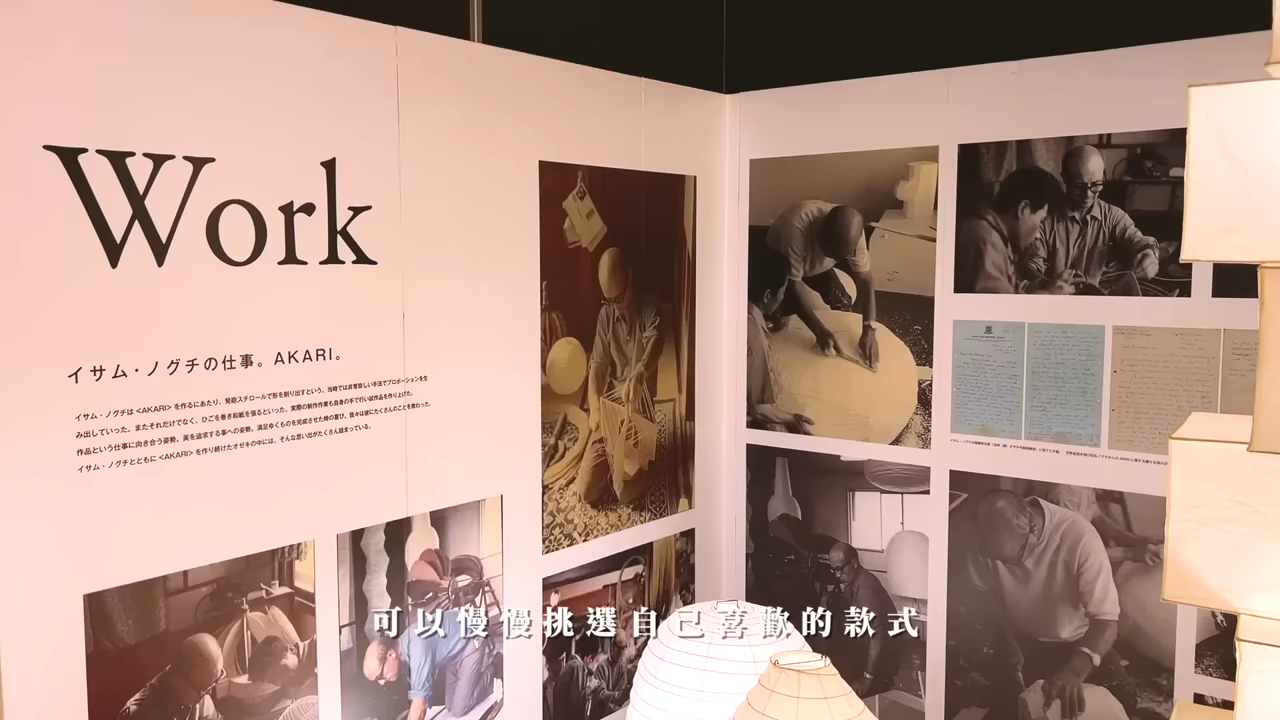 Work
イサム・ノグチの仕事。AKARI。
イサム・ノグチは <AKARI> を作るにあたり、発砲スチロールで形を削り出すという、当時では非常珍しい手法でプロポーションを生
み出していった。またそれだけでなく、ひごを巻き和紙を張るといった、実際の制作作業も自身の手で行い試作品を作り上げた。
作品という仕事に向き合う姿勢。美を追求する事への姿勢。満足ゆくものを完成させた時の喜び。我々は彼にたくさんのことを教わった。
イサム・ノグチとともに <AKARI> を作り続けたオゼキの中には、そんな思い出がたくさん詰まっている。
可以慢慢挑選自己喜歡的款式